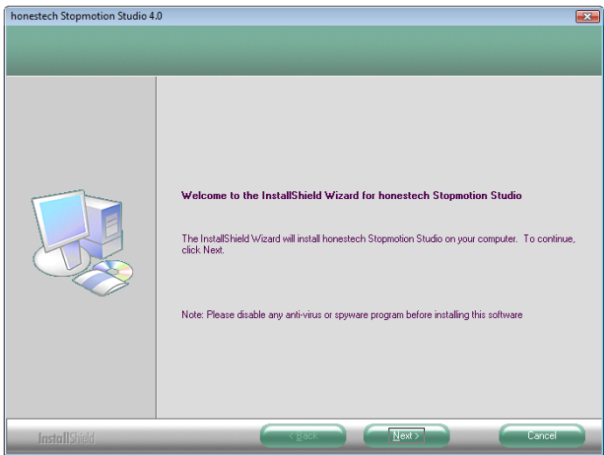 honestech Stopmotion Studio 4.0
Welcome to the InstallShield Wizard for honestech Stopmotion Studio
The InstallShield Wizard will install honestech Stopmotion Studio on your computer. To continue,
click Next.
Note: Please disable any anti-virus or spyware program before installing this software
InstallShield
< Back
Next >
Cancel